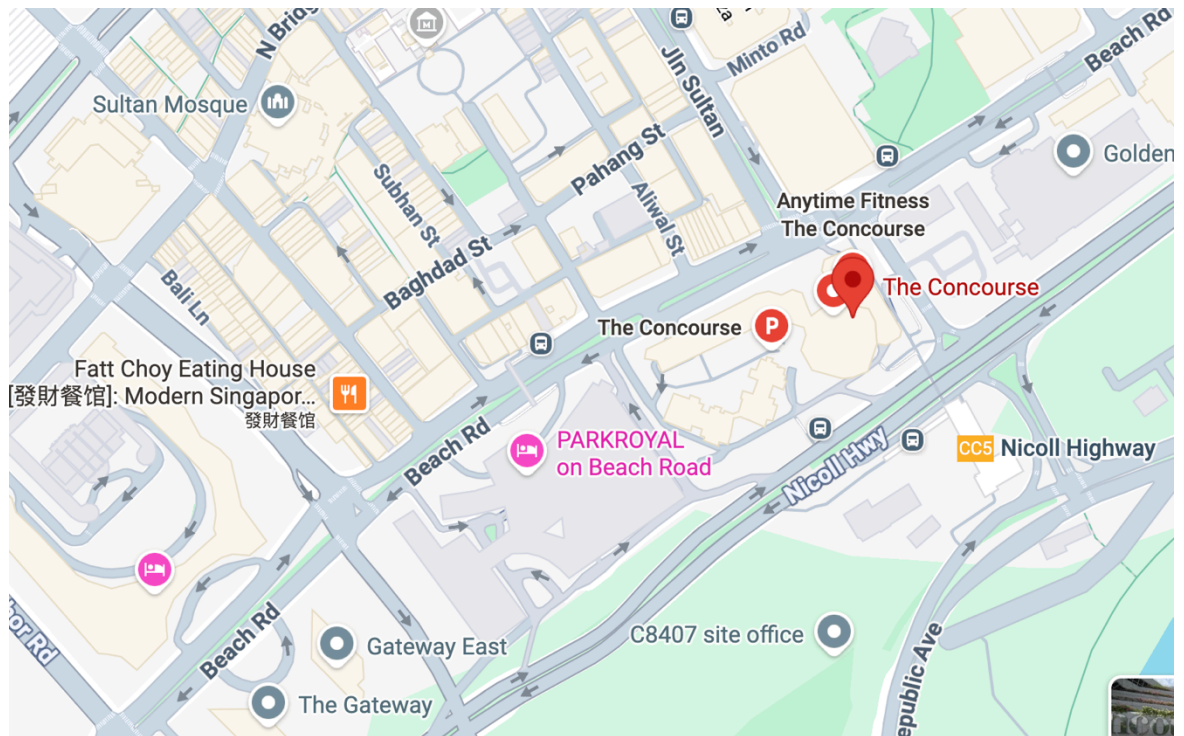 N Bridg
Beach Rd
Minto Rd
Jln Sultan
Sultan Mosque
Golden
Pahang St
Subhan St
Aliwal St
Anytime Fitness
The Concourse
Baghdad St
Bali Ln
The Concourse
The Concourse
P
Fatt Choy Eating House
[發財餐馆]: Modern Singapor...
發財餐馆
Beach Rd
PARKROYAL
on Beach Road
CC5 Nicoll Highway
Nicoll Hwy
Beach Rd
Gateway East
C8407 site office
The Gateway
epublic Ave
hor Rd